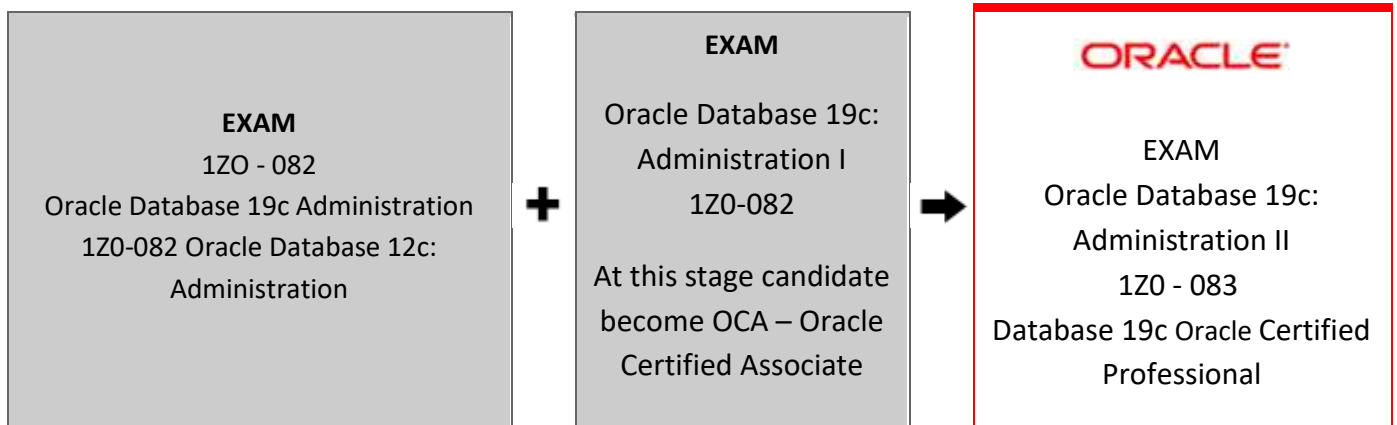 EXAM
1ZO - 082
Oracle Database 19c Administration
1Z0-082 Oracle Database 12c:
Administration
EXAM
Oracle Database 19c:
Administration I
1Z0-082
At this stage candidate
become OCA – Oracle
Certified Associate
ORACLE
EXAM
Oracle Database 19c:
Administration II
1Z0 - 083
Database 19c Oracle Certified
Professional